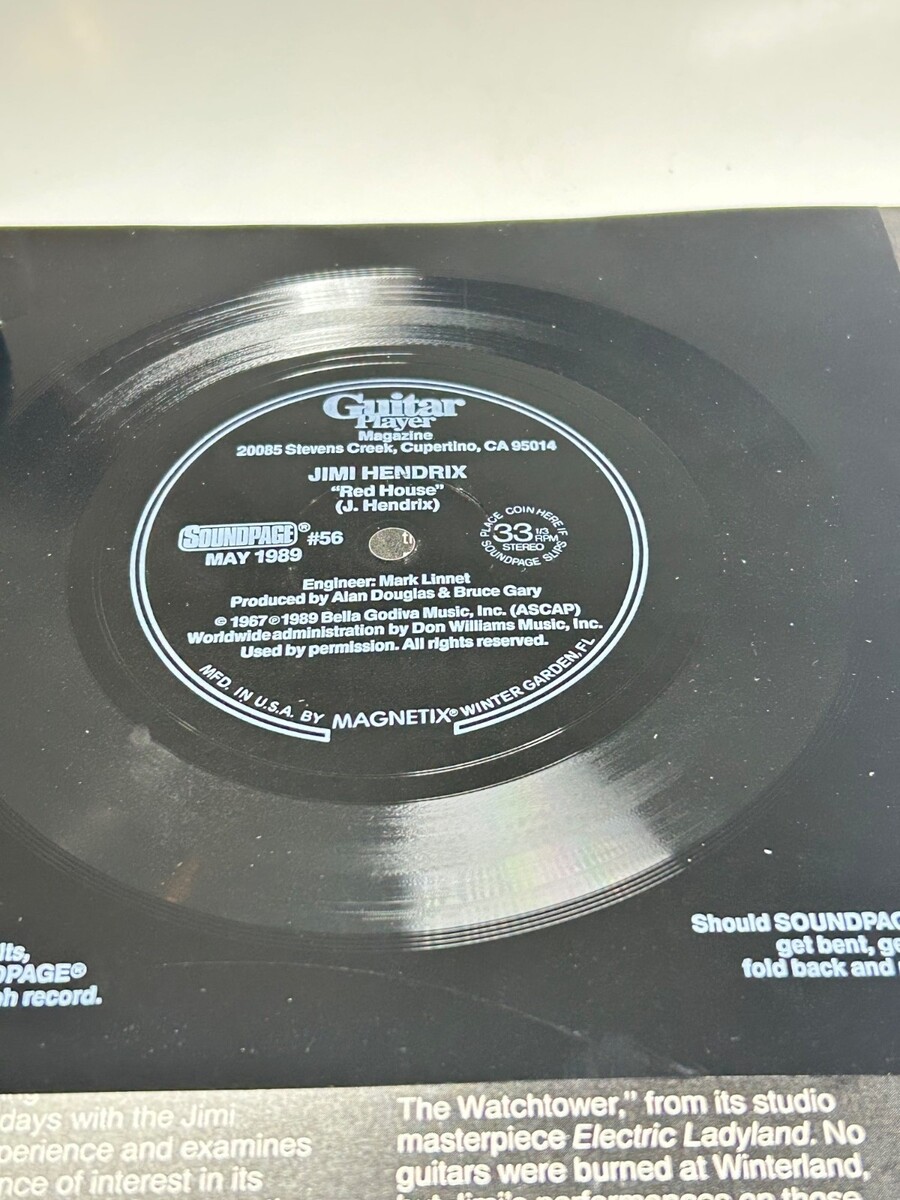 Guitar
Player
Magazine
20085 Stevens Creek, Cupertino, CA 95014
JIMI HENDRIX
"Red House"
(J. Hendrix)
SOUNDPAGE® #56
MAY 1989
PLACE COIN HERE IF
SOUNDPAGE SLIPS
33 1/3
RPM
STEREO
Engineer: Mark Linnet
Produced by Alan Douglas & Bruce Gary
© 1967 ℗ 1989 Bella Godiva Music, Inc. (ASCAP)
Worldwide administration by Don Williams Music, Inc.
Used by permission. All rights reserved.
MFD. IN U.S.A. BY MAGNETIX® WINTER GARDEN, FL
record.
Should
get bent,
fold back and
days with the Jimi
and examines
of interest in its
The Watchtower," from its studio
masterpiece Electric Ladyland. No
guitars were burned at Winterland,
but Jimi's performances on these